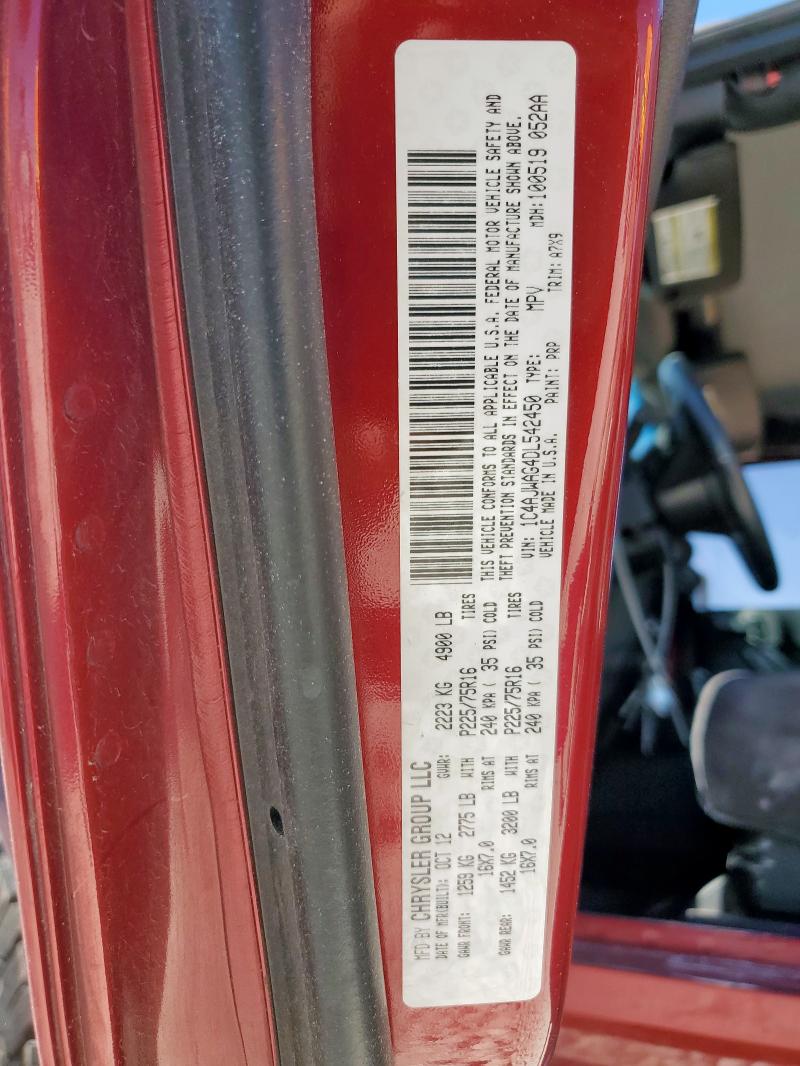 MFD BY CHRYSLER GROUP LLC
DATE OF MFR(BUILT): OCT 12 GVWR: 2223 KG 4900 LB
GAWR FRONT: 1259 KG 2775 LB WITH P225/75R16 TIRES
16X7.0 RIMS AT 240 KPA ( 35 PSI) COLD
GAWR REAR: 1452 KG 3200 LB WITH P225/75R16 TIRES
16X7.0 RIMS AT 240 KPA ( 35 PSI) COLD
THIS VEHICLE CONFORMS TO ALL APPLICABLE U.S.A. FEDERAL MOTOR VEHICLE SAFETY AND
THEFT PREVENTION STANDARDS IN EFFECT ON THE DATE OF MANUFACTURE SHOWN ABOVE.
VIN: 1C4AJWAG4DL542450 TYPE: MPV MDH: 100519 052AA
VEHICLE MADE IN U.S.A. PAINT: PRP TRIM: A7X9